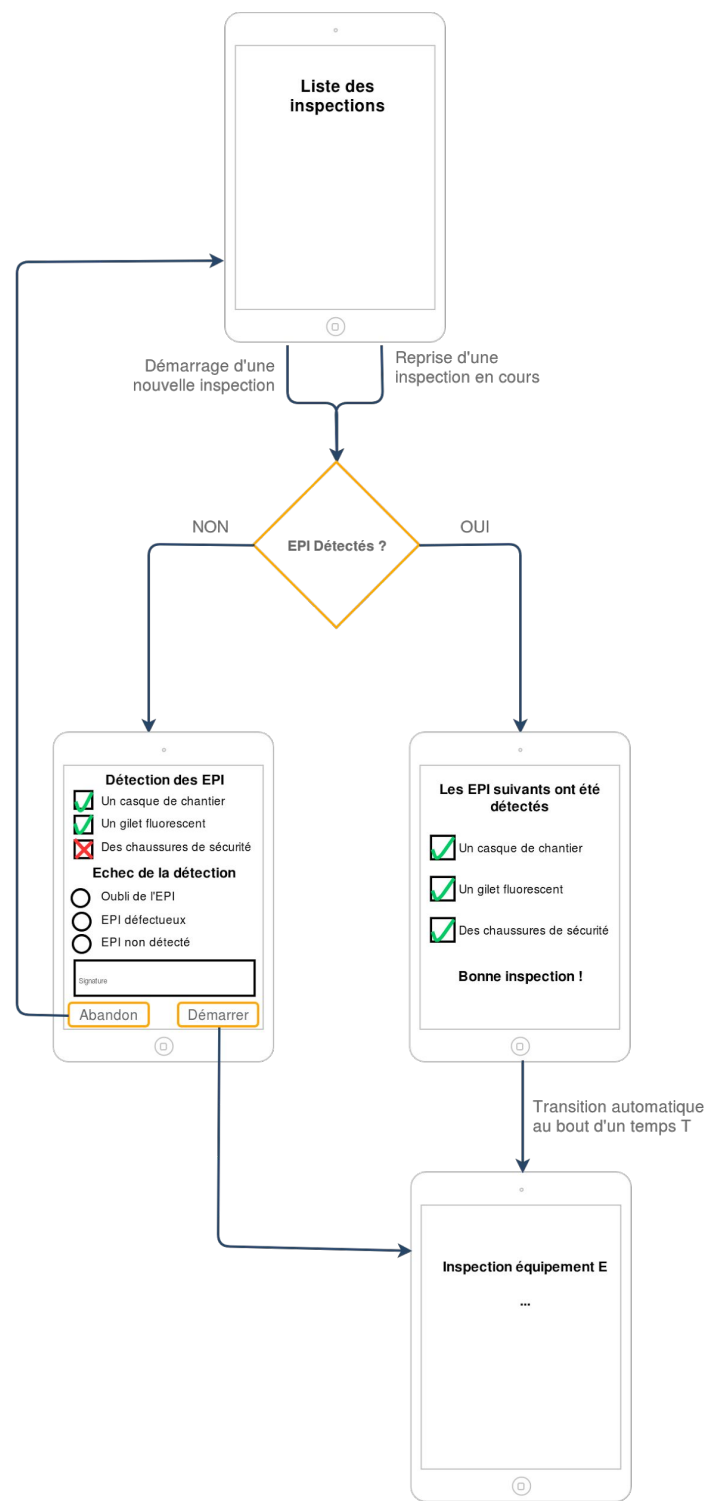 Liste des
inspections
Démarrage d'une
nouvelle inspection
Reprise d'une
inspection en cours
NON
EPI Détectés ?
OUI
Détection des EPI
Un casque de chantier
Un gilet fluorescent
Des chaussures de sécurité
Echec de la détection
Oubli de l'EPI
EPI défectueux
EPI non détecté
Signature
Abandon
Démarrer
Les EPI suivants ont été
détectés
Un casque de chantier
Un gilet fluorescent
Des chaussures de sécurité
Bonne inspection !
Transition automatique
au bout d'un temps T
Inspection équipement E
...